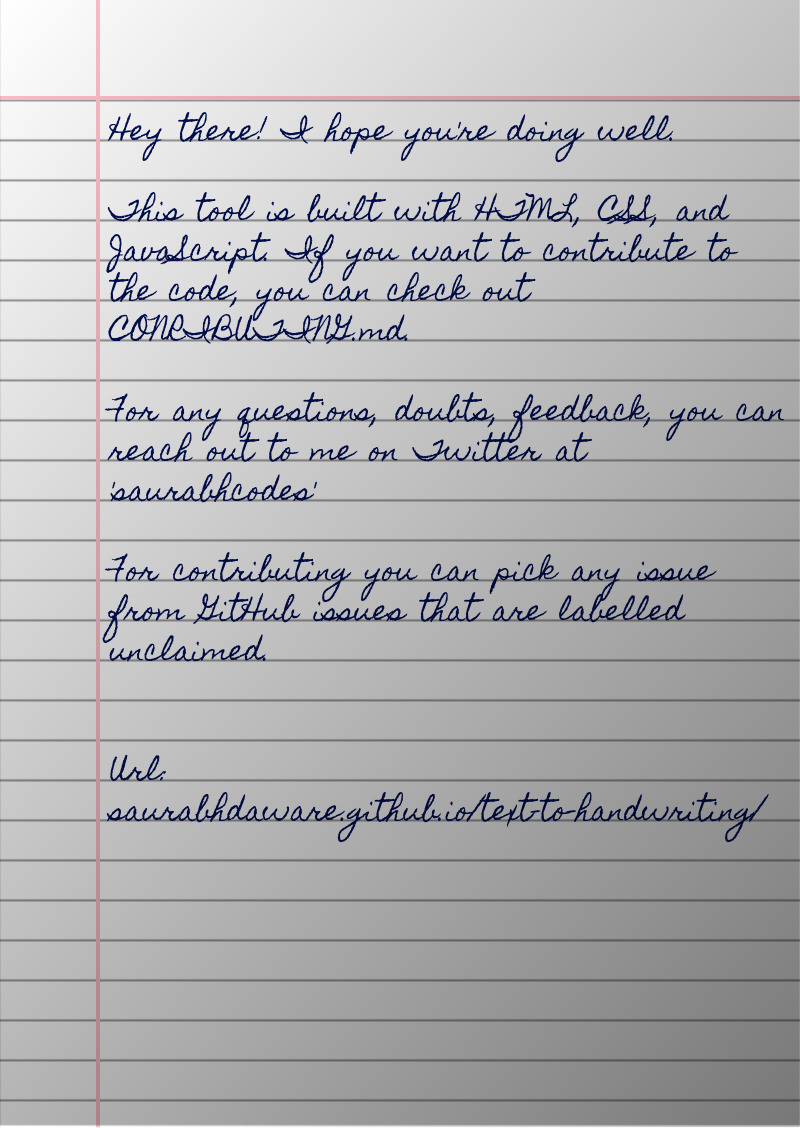 Hey there! I hope you're doing well.
This tool is built with HTML, CSS, and
JavaScript. If you want to contribute to
the code, you can check out
CONRIBUTING.md.
For any questions, doubts, feedback, you can
reach out to me on Twitter at
'saurabhcodes'
For contributing you can pick any issue
from GitHub issues that are labelled
unclaimed.
Url:
saurabhdaware.github.io/text-to-handwriting/